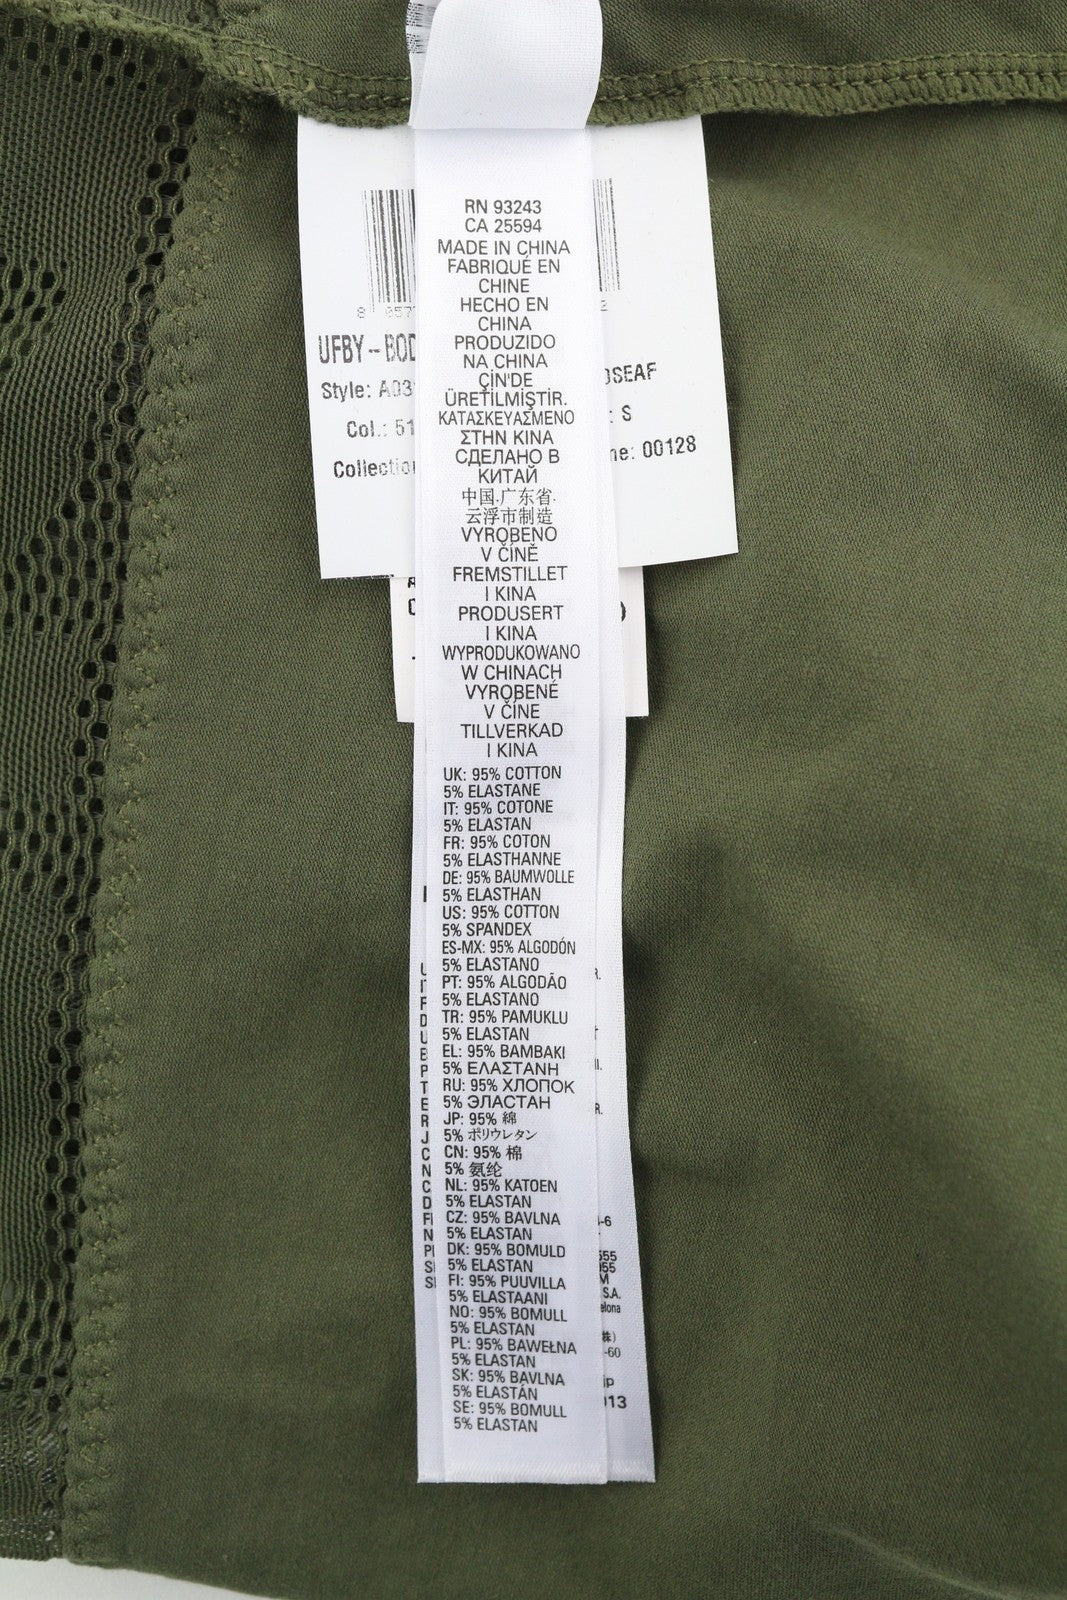 UFBY-BOD
Style: A03
OSEAF
Col.: 51
: S
Collection
ne: 00128
RN 93243
CA 25594
MADE IN CHINA
FABRIQUÉ EN
CHINE
HECHO EN
CHINA
PRODUZIDO
NA CHINA
ÇİN'DE
ÜRETİLMİŞTİR.
ΚΑΤΑΣΚΕΥΑΣΜΕΝΟ
ΣΤΗΝ ΚΙΝΑ
СДЕЛАНО В
КИТАЙ
中国.广东省.
云浮市制造
VYROBENO
V ČÍNĚ
FREMSTILLET
I KINA
PRODUSERT
I KINA
WYPRODUKOWANO
W CHINACH
VYROBENÉ
V ČÍNE
TILLVERKAD
I KINA
UK: 95% COTTON
5% ELASTANE
IT: 95% COTONE
5% ELASTAN
FR: 95% COTON
5% ELASTHANNE
DE: 95% BAUMWOLLE
5% ELASTHAN
US: 95% COTTON
5% SPANDEX
ES-MX: 95% ALGODÓN
5% ELASTANO
PT: 95% ALGODÃO
5% ELASTANO
TR: 95% PAMUKLU
5% ELASTAN
EL: 95% ΒΑΜΒΑΚΙ
5% ΕΛΑΣΤΑΝΗ
RU: 95% ХЛОПОК
5% ЭЛАСТАН
JP: 95% 綿
5% ポリウレタン
CN: 95% 棉
5% 氨纶
NL: 95% KATOEN
5% ELASTAN
CZ: 95% BAVLNA
5% ELASTAN
DK: 95% BOMULD
5% ELASTAN
FI: 95% PUUVILLA
5% ELASTAANI
NO: 95% BOMULL
5% ELASTAN
PL: 95% BAWEŁNA
5% ELASTAN
SK: 95% BAVLNA
5% ELASTÁN
SE: 95% BOMULL
5% ELASTAN